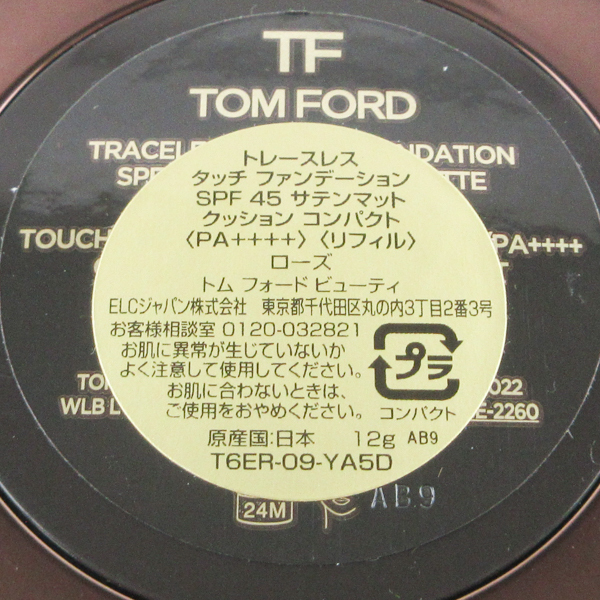 TF
TOM FORD
トレースレス
タッチ ファンデーション
SPF 45 サテンマット
クッション コンパクト
〈PA++++〉〈リフィル〉
ローズ
トム フォード ビューティ
ELCジャパン株式会社 東京都千代田区丸の内3丁目2番3号
お客様相談室 0120-032821
お肌に異常が生じていないか
よく注意して使用してください。
お肌に合わないときは、
ご使用をおやめください。
プラ
コンパクト
原産国:日本 12g AB9
T6ER-09-YA5D
TOUCH
PA++++
WLB
24M
AB9